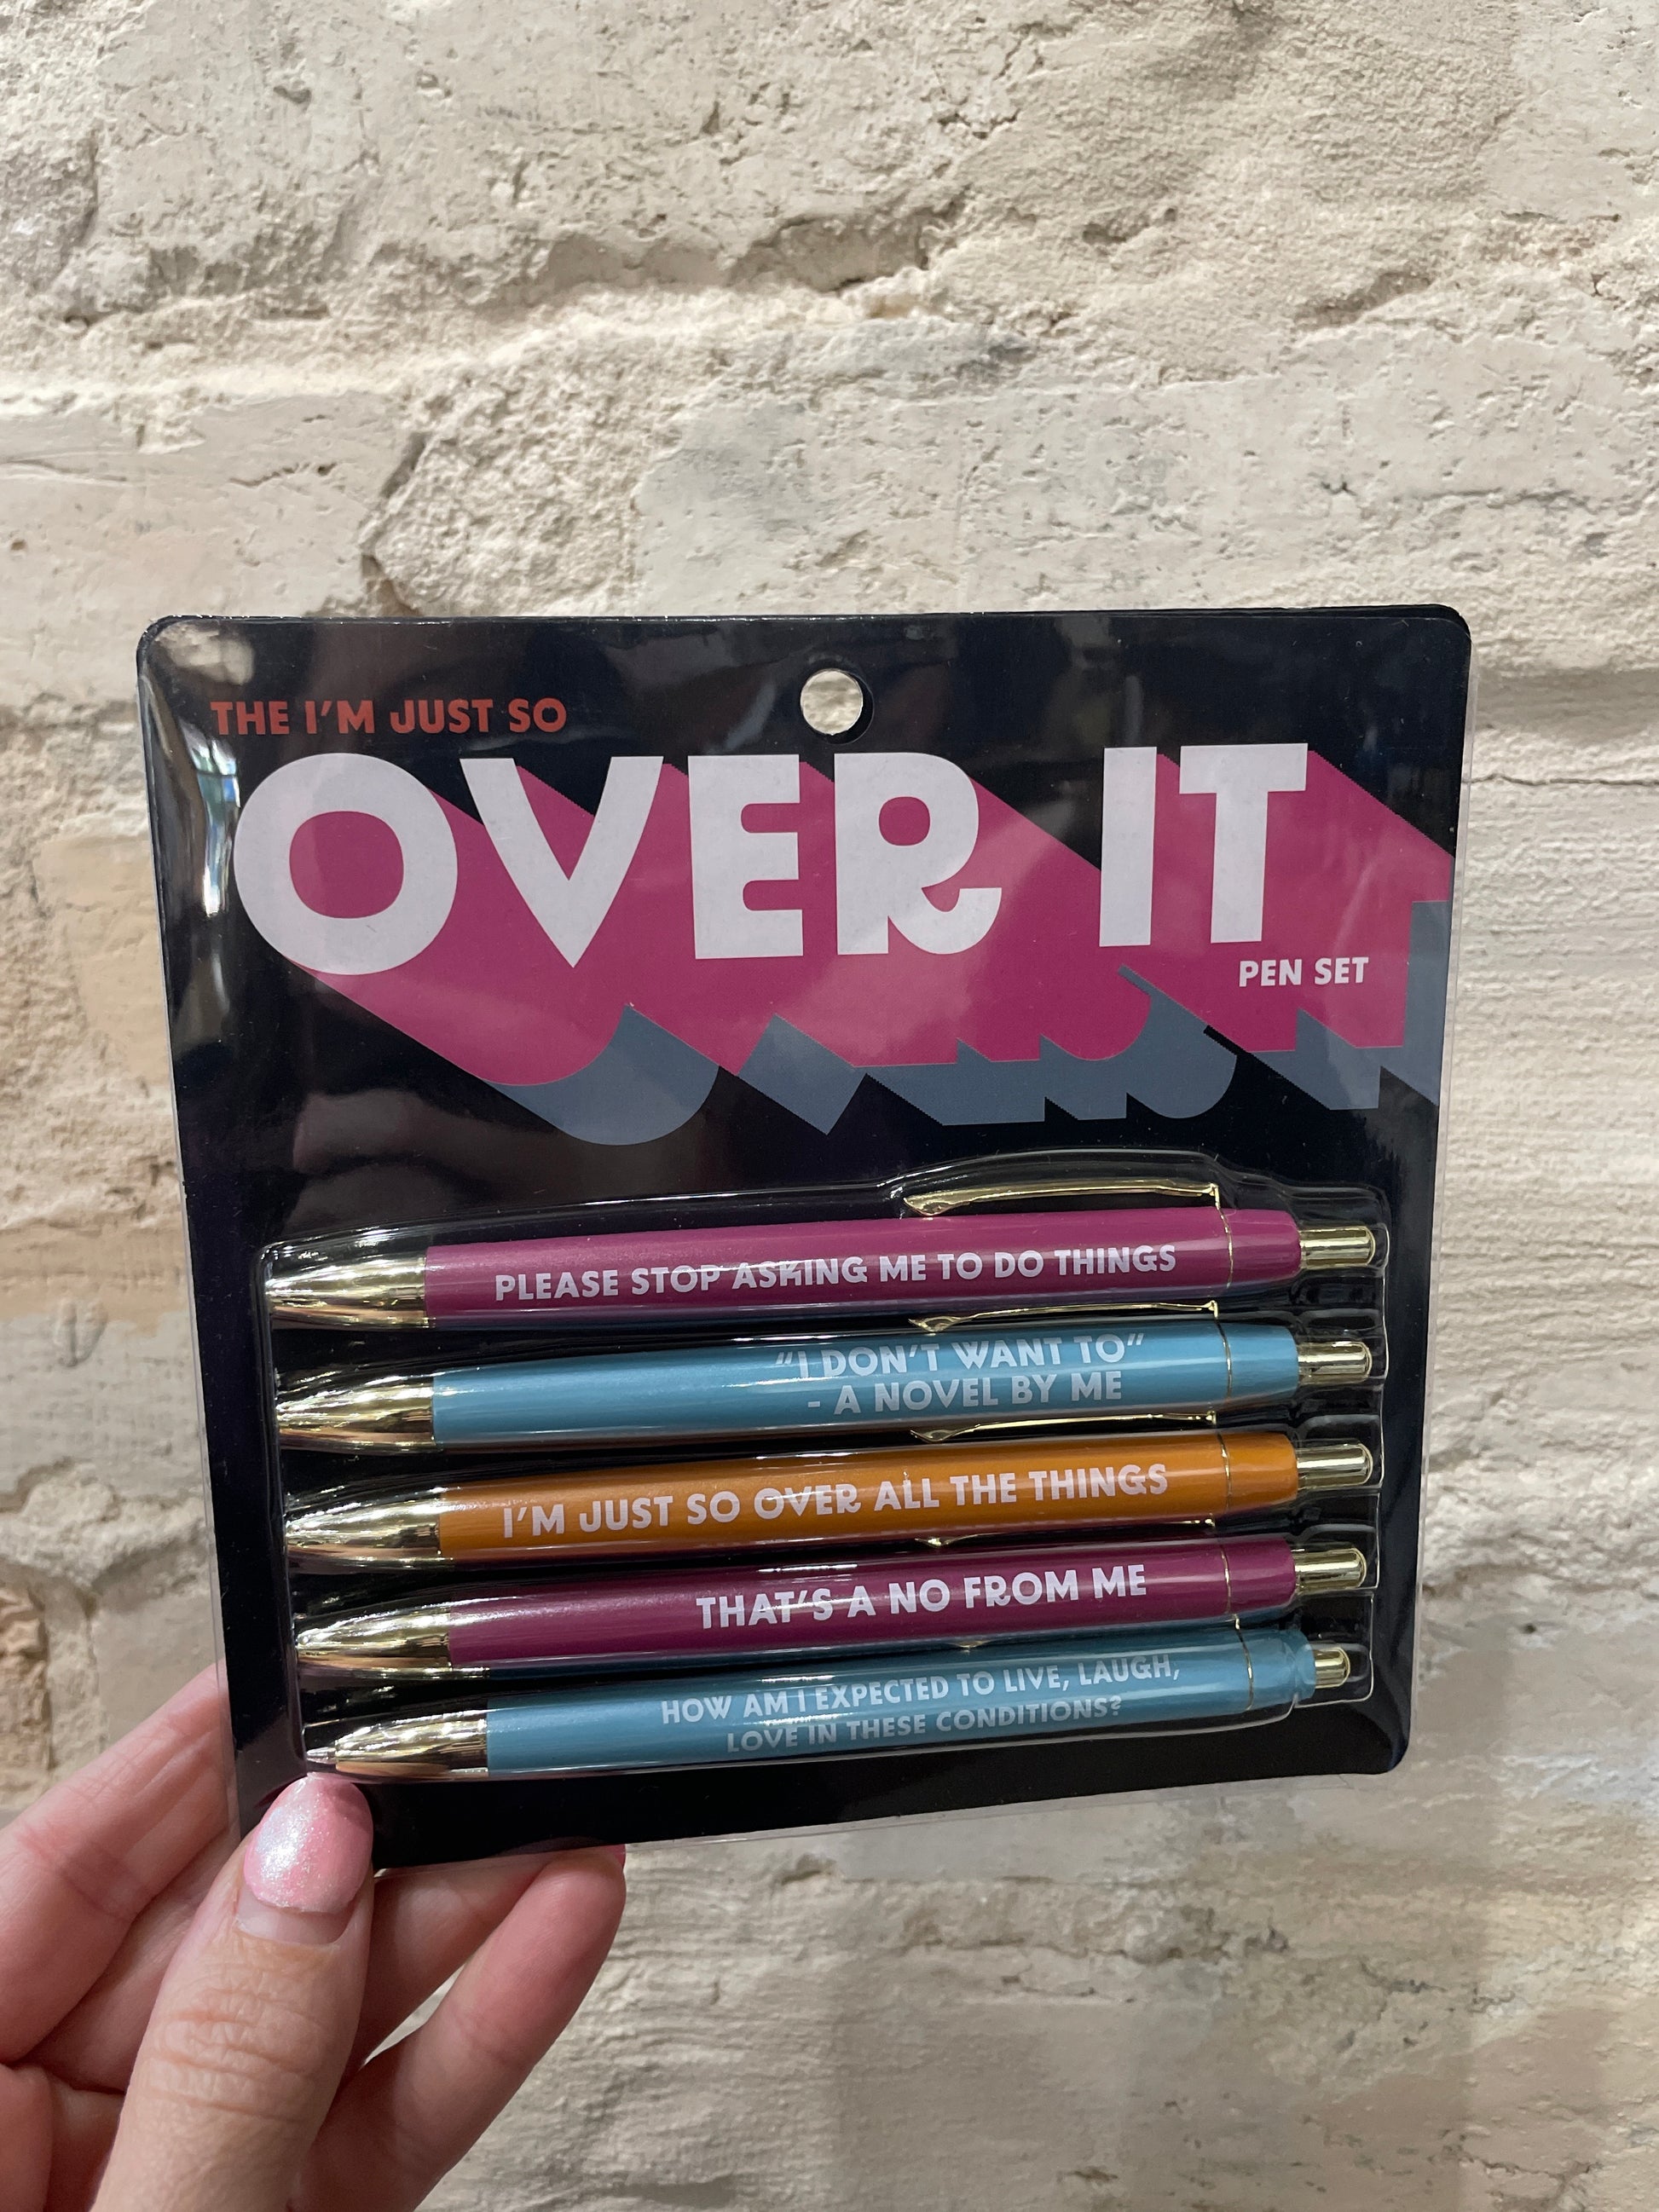 THE I'M JUST SO
OVER IT
PEN SET
PLEASE STOP ASKING ME TO DO THINGS
"I DON'T WANT TO"
- A NOVEL BY ME
I'M JUST SO OVER ALL THE THINGS
THAT'S A NO FROM ME
HOW AM I EXPECTED TO LIVE, LAUGH,
LOVE IN THESE CONDITIONS?